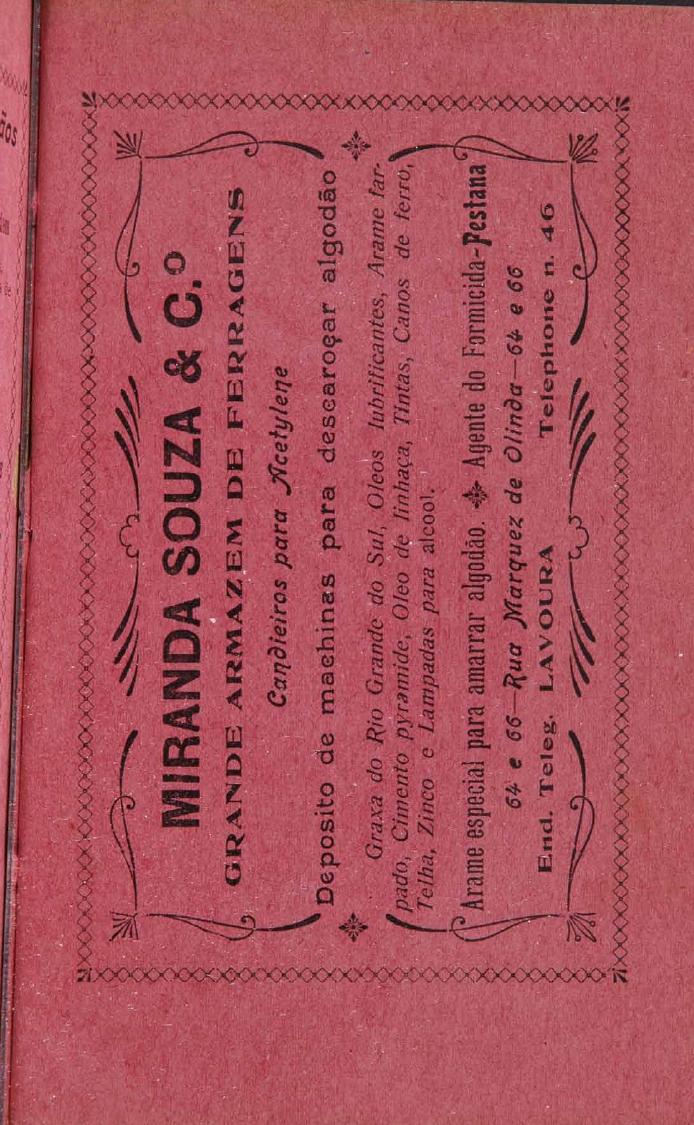 MIRANDA SOUZA & C.º
GRANDE ARMAZEM DE FERRAGENS
Candieiros para Acetylene
Deposito de machinas para descaroçar algodão
Graxa do Rio Grande do Sul, Oleos lubrificantes, Arame far-
pado, Cimento pyramide, Oleo de linhaça, Tintas, Canos de ferro,
Telha, Zinco e Lampadas para alcool.
Arame especial para amarrar algodão. Agente do Formicida-Pestana
64 e 66-Rua Marquez de Olinda-64 e 66
End. Teleg. LAVOURA Telephone n. 46